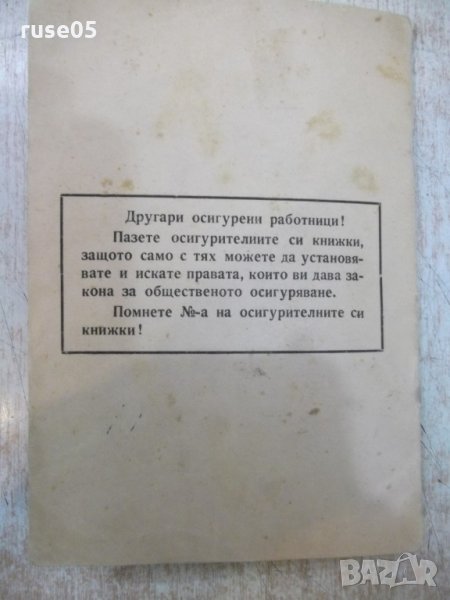 ruse05
Другари осигурени работници!
Пазете осигурителните си книжки,
защото само с тях можете да установя-
вате и искате правата, които ви дава за-
кона за общественото осигуряване.
Помнете №-а на осигурителните си
книжки!
BAZAR